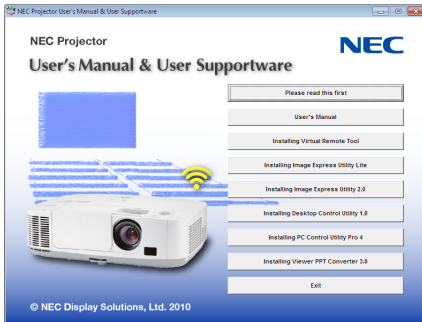 NEC Projector User's Manual & User Supportware
NEC Projector
NEC
User's Manual & User Supportware
Please read this first
User's Manual
Installing Virtual Remote Tool
Installing Image Express Utility Lite
Installing Image Express Utility 2.0
Installing Desktop Control Utility 1.0
Installing PC Control Utility Pro 4
Installing Viewer PPT Converter 3.0
Exit
© NEC Display Solutions, Ltd. 2010